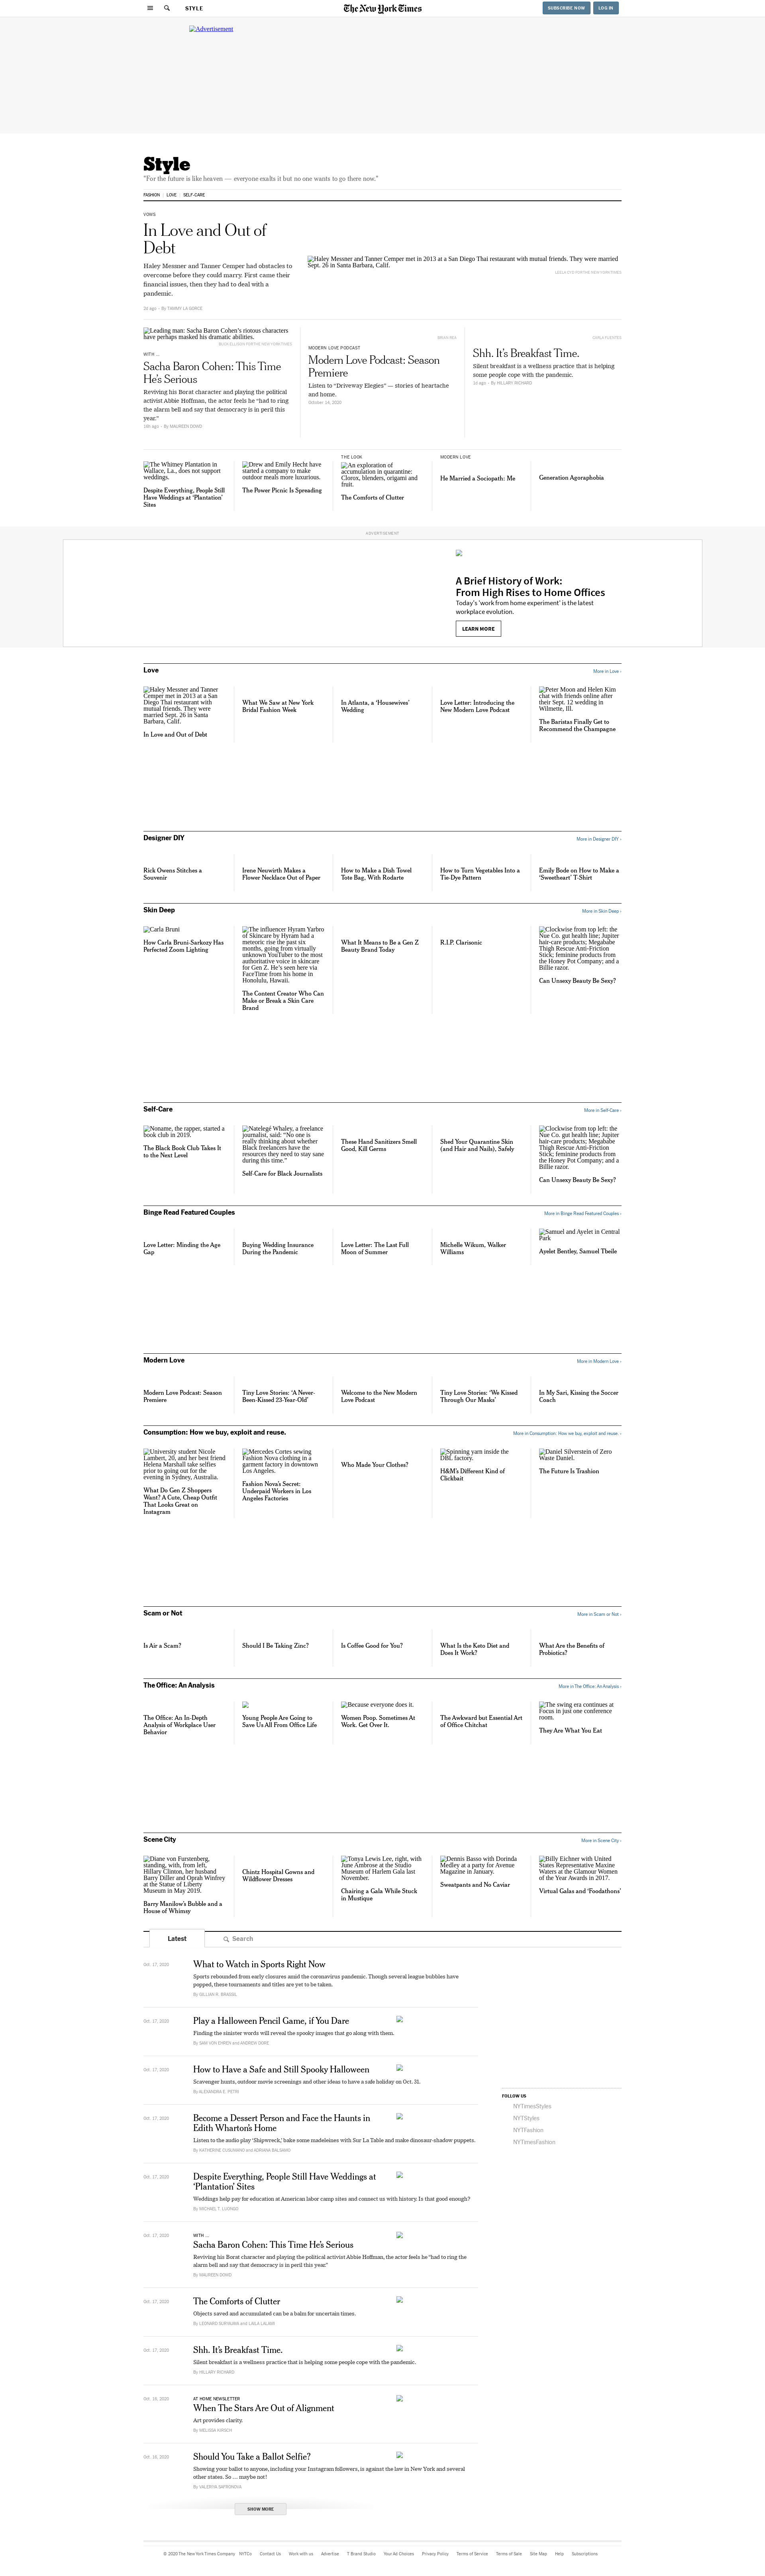 STYLE
The New York Times
SUBSCRIBE NOW
LOG IN
Advertisement
Style
"For the future is like heaven — everyone exalts it but no one wants to go there now."
FASHION
LOVE
SELF-CARE
VOWS
In Love and Out of
Debt
Haley Messner and Tanner Cemper had obstacles to
overcome before they could marry. First came their
financial issues, then they had to deal with a
pandemic.
1d ago · By TAMMY LA GORCE
Haley Messner and Tanner Cemper met in 2013 at a San Diego Thai restaurant with mutual friends. They were married
Sept. 26 in Santa Barbara, Calif.
Leading man: Sacha Baron Cohen's riotous characters
have perhaps masked his dramatic abilities.
WITH ...
Sacha Baron Cohen: This Time
He's Serious
Reviving his Borat character and playing the political
activist Abbie Hoffman, the actor feels he "had to ring
the alarm bell and say that democracy is in peril this
year."
19h ago · By MAUREEN DOWD
BRIAN REA
MODERN LOVE PODCAST
Modern Love Podcast: Season
Premiere
Listen to "Driveway Elegies" — stories of heartache
and home.
October 14, 2020
Shh. It's Breakfast Time.
Silent breakfast is a wellness practice that is helping
some people cope with the pandemic.
1d ago · By HILLARY RICHARD
The Whitney Plantation in
Wallace, La., does not support
weddings.
Despite Everything, People Still
Have Weddings at 'Plantation'
Sites
Drew and Emily Hecht have
started a company to make
outdoor meals more luxurious.
The Power Picnic Is Spreading
THE LOOK
An exploration of
accumulation in quarantine:
Clorox, blenders, origami and
fruit.
The Comforts of Clutter
MODERN LOVE
He Married a Sociopath: Me
Generation Agoraphobia
ADVERTISEMENT
A Brief History of Work:
From High Rises to Home Offices
Today's 'work from home experiment' is the latest
workplace evolution.
LEARN MORE
Love
More in Love ›
Haley Messner and Tanner
Cemper met in 2013 at a San
Diego Thai restaurant with
mutual friends. They were
married Sept. 26 in Santa
Barbara, Calif.
In Love and Out of Debt
What We Saw at New York
Bridal Fashion Week
In Atlanta, a 'Housewives'
Wedding
Love Letter: Introducing the
New Modern Love Podcast
Peter Moon and Helen Kim
chat with friends online after
their Sept. 12 wedding in
Wilmette, Ill.
The Baristas Finally Get to
Recommend the Champagne
Designer DIY
More in Designer DIY ›
Rick Owens Stitches a
Souvenir
Irene Neuwirth Makes a
Flower Necklace Out of Paper
How to Make a Dish Towel
Tote Bag, With Rodarte
How to Turn Vegetables Into a
Tie-Dye Pattern
Emily Bode on How to Make a
'Sweetheart' T-Shirt
Skin Deep
More in Skin Deep ›
Carla Bruni
How Carla Bruni-Sarkozy Has
Perfected Zoom Lighting
The influencer Hyram Yarbro
of Skincare by Hyram had a
meteoric rise the past six
months, going from virtually
unknown YouTuber to the most
authoritative voice in skincare
for Gen Z. He's seen here via
FaceTime from his home in
Honolulu, Hawaii.
The Content Creator Who Can
Make or Break a Skin Care
Brand
What It Means to Be a Gen Z
Beauty Brand Today
R.I.P. Clarisonic
Clockwise from top left: the
Nue Co. gut health line; Jupiter
hair-care products; Megababe
Thigh Rescue Anti-Friction
Stick; feminine products from
the Honey Pot Company; and a
Billie razor.
Can Unsexy Beauty Be Sexy?
Self-Care
More in Self-Care ›
Noname, the rapper, started a
book club in 2019.
The Black Book Club Takes It
to the Next Level
Natelegé Whaley, a freelance
journalist, said: "No one is
really thinking about whether
Black freelancers have the
resources they need to stay sane
during this time."
Self-Care for Black Journalists
These Hand Sanitizers Smell
Good, Kill Germs
Shed Your Quarantine Skin
(and Hair and Nails), Safely
Clockwise from top left: the
Nue Co. gut health line; Jupiter
hair-care products; Megababe
Thigh Rescue Anti-Friction
Stick; feminine products from
the Honey Pot Company; and a
Billie razor.
Can Unsexy Beauty Be Sexy?
Binge Read Featured Couples
More in Binge Read Featured Couples ›
Love Letter: Minding the Age
Gap
Buying Wedding Insurance
During the Pandemic
Love Letter: The Last Full
Moon of Summer
Michelle Wikum, Walker
Williams
Samuel and Ayelet in Central
Park
Ayelet Bentley, Samuel Tbeile
Modern Love
More in Modern Love ›
Modern Love Podcast: Season
Premiere
Tiny Love Stories: 'A Never-
Been-Kissed 23-Year-Old'
Welcome to the New Modern
Love Podcast
Tiny Love Stories: 'We Kissed
Through Our Masks'
In My Sari, Kissing the Soccer
Coach
Consumption: How we buy, exploit and reuse.
More in Consumption: How we buy, exploit and reuse. ›
University student Nicole
Lambert, 20, and her best friend
Helena Marshall take selfies
prior to going out for the
evening in Sydney, Australia.
What Do Gen Z Shoppers
Want? A Cute, Cheap Outfit
That Looks Great on
Instagram
Mercedes Cortes sewing
Fashion Nova clothing in a
garment factory in downtown
Los Angeles.
Fashion Nova's Secret:
Underpaid Workers in Los
Angeles Factories
Who Made Your Clothes?
Spinning yarn inside the
DBL factory.
H&M's Different Kind of
Clickbait
Daniel Silverstein of Zero
Waste Daniel.
The Future Is Trashion
Scam or Not
More in Scam or Not ›
Is Air a Scam?
Should I Be Taking Zinc?
Is Coffee Good for You?
What Is the Keto Diet and
Does It Work?
What Are the Benefits of
Probiotics?
The Office: An Analysis
More in The Office: An Analysis ›
The Office: An In-Depth
Analysis of Workplace User
Behavior
Young People Are Going to
Save Us All From Office Life
Because everyone does it.
Women Poop. Sometimes At
Work. Get Over It.
The Awkward but Essential Art
of Office Chitchat
The swing era continues at
Focus in just one conference
room.
They Are What You Eat
Scene City
More in Scene City ›
Diane von Furstenberg,
standing, with, from left,
Hillary Clinton, her husband
Barry Diller and Oprah Winfrey
at the Statue of Liberty
Museum in May 2019.
Barry Manilow's Bubble and a
House of Whimsy
Chintz Hospital Gowns and
Wildflower Dresses
Tonya Lewis Lee, right, with
June Ambrose at the Studio
Museum of Harlem Gala last
November.
Chairing a Gala While Stuck
in Mustique
Dennis Basso with Dorinda
Medley at a party for Avenue
Magazine in January.
Sweatpants and No Caviar
Billy Eichner with United
States Representative Maxine
Waters at the Glamour Women
of the Year Awards in 2017.
Virtual Galas and 'Foodathons'
Latest
Search
Oct. 17, 2020
What to Watch in Sports Right Now
Sports rebounded from early closures amid the coronavirus pandemic. Though several league bubbles have
popped, these tournaments and titles are yet to be taken.
By GILLIAN R. BRASSIL
Oct. 17, 2020
Play a Halloween Pencil Game, if You Dare
Finding the sinister words will reveal the spooky images that go along with them.
By SAM VON EHREN and ANDREW SORE
Oct. 17, 2020
How to Have a Safe and Still Spooky Halloween
Scavenger hunts, outdoor movie screenings and other ideas to have a safe holiday on Oct. 31.
By ALEXANDRA E. PETRI
Oct. 17, 2020
Become a Dessert Person and Face the Haunts in
Edith Wharton's Home
Listen to the audio play 'Shipwreck,' bake some madeleines with Sur La Table and make dinosaur-shadow puppets.
By KATHERINE CUSUMANO and ADRIANA BALSAMO
Oct. 17, 2020
Despite Everything, People Still Have Weddings at
'Plantation' Sites
Weddings help pay for education at American labor camp sites and connect us with history. Is that good enough?
By MICHAEL T. LUONGO
Oct. 17, 2020
WITH ...
Sacha Baron Cohen: This Time He's Serious
Reviving his Borat character and playing the political activist Abbie Hoffman, the actor feels he "had to ring the
alarm bell and say that democracy is in peril this year."
By MAUREEN DOWD
Oct. 17, 2020
The Comforts of Clutter
Objects saved and accumulated can be a balm for uncertain times.
Oct. 17, 2020
Shh. It's Breakfast Time.
Silent breakfast is a wellness practice that is helping some people cope with the pandemic.
By HILLARY RICHARD
Oct. 16, 2020
AT HOME NEWSLETTER
When The Stars Are Out of Alignment
Art provides clarity.
By MELISSA KIRSCH
Oct. 16, 2020
Should You Take a Ballot Selfie?
Showing your ballot to anyone, including your Instagram followers, is against the law in New York and several
other states. So … maybe not!
By VALERIYA SAFRONOVA
SHOW MORE
FOLLOW US
NYTimesStyles
NYTStyles
NYTFashion
NYTimesFashion
© 2020 The New York Times Company
NYTCo
Contact Us
Work with us
Advertise
T Brand Studio
Your Ad Choices
Privacy Policy
Terms of Service
Terms of Sale
Site Map
Help
Subscriptions